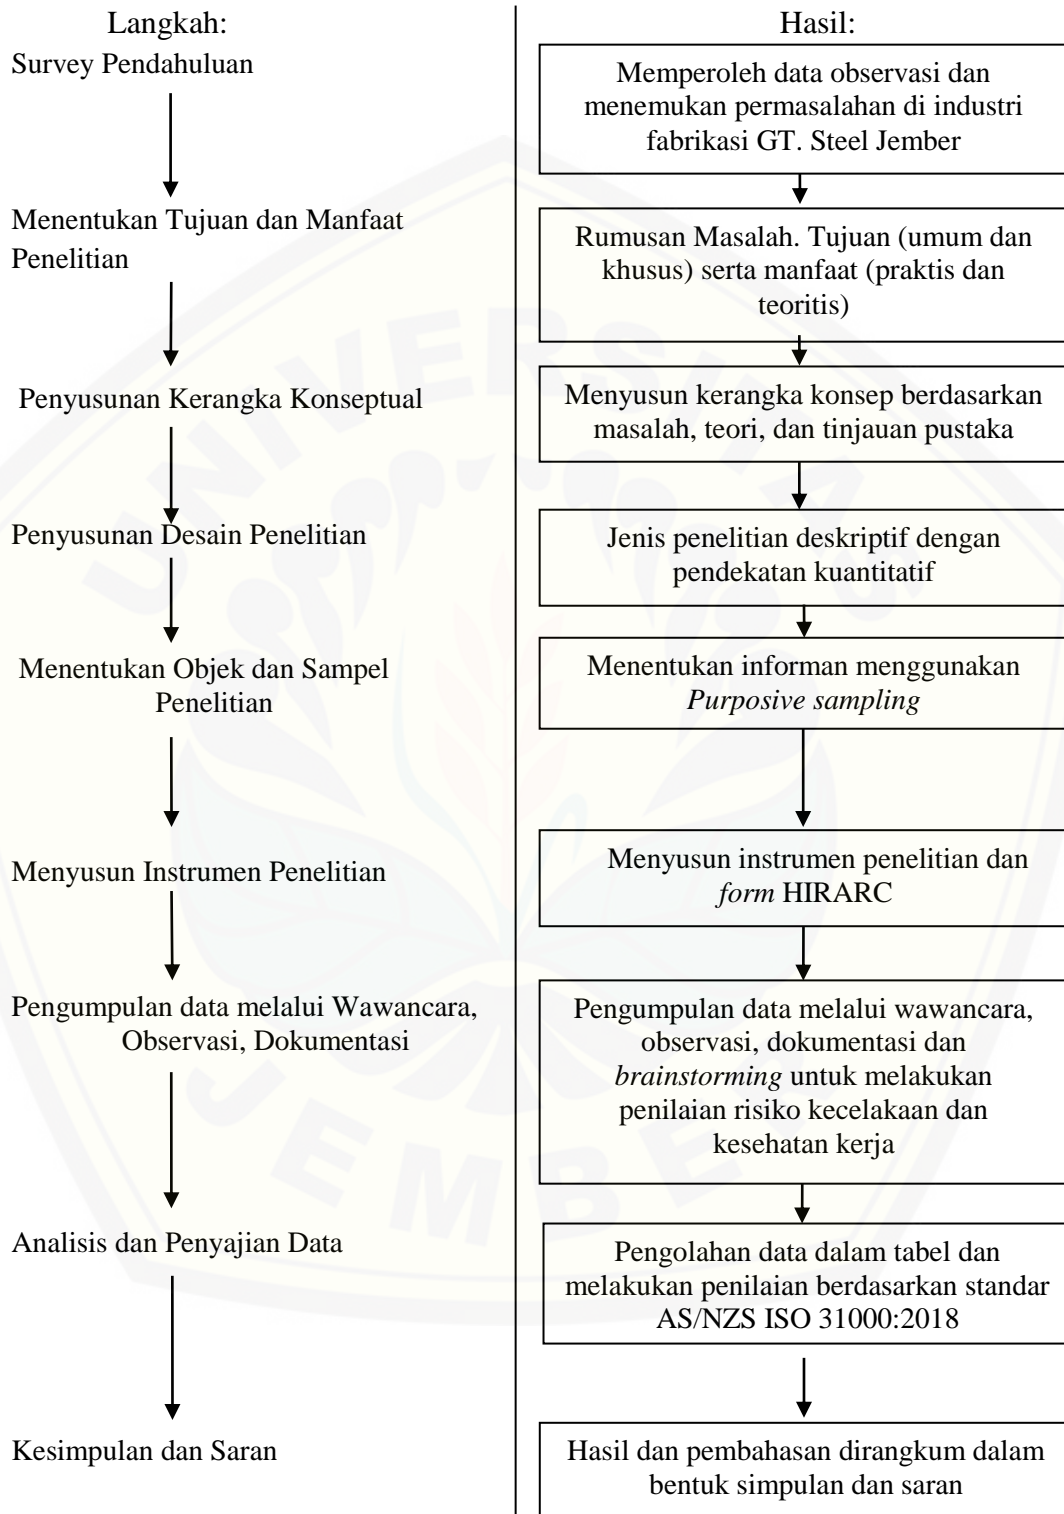 Langkah:
Survey Pendahuluan
Menentukan Tujuan dan Manfaat
Penelitian
Penyusunan Kerangka Konseptual
Penyusunan Desain Penelitian
Menentukan Objek dan Sampel
Penelitian
Menyusun Instrumen Penelitian
Pengumpulan data melalui Wawancara,
Observasi, Dokumentasi
Analisis dan Penyajian Data
Kesimpulan dan Saran
Hasil:
Memperoleh data observasi dan
menemukan permasalahan di industri
fabrikasi GT. Steel Jember
Rumusan Masalah. Tujuan (umum dan
khusus) serta manfaat (praktis dan
teoritis)
Menyusun kerangka konsep berdasarkan
masalah, teori, dan tinjauan pustaka
Jenis penelitian deskriptif dengan
pendekatan kuantitatif
Menentukan informan menggunakan
Purposive sampling
Menyusun instrumen penelitian dan
form HIRARC
Pengumpulan data melalui wawancara,
observasi, dokumentasi dan
brainstorming untuk melakukan
penilaian risiko kecelakaan dan
kesehatan kerja
Pengolahan data dalam tabel dan
melakukan penilaian berdasarkan standar
AS/NZS ISO 31000:2018
Hasil dan pembahasan dirangkum dalam
bentuk simpulan dan saran
UNIVERSITAS
JEMBER